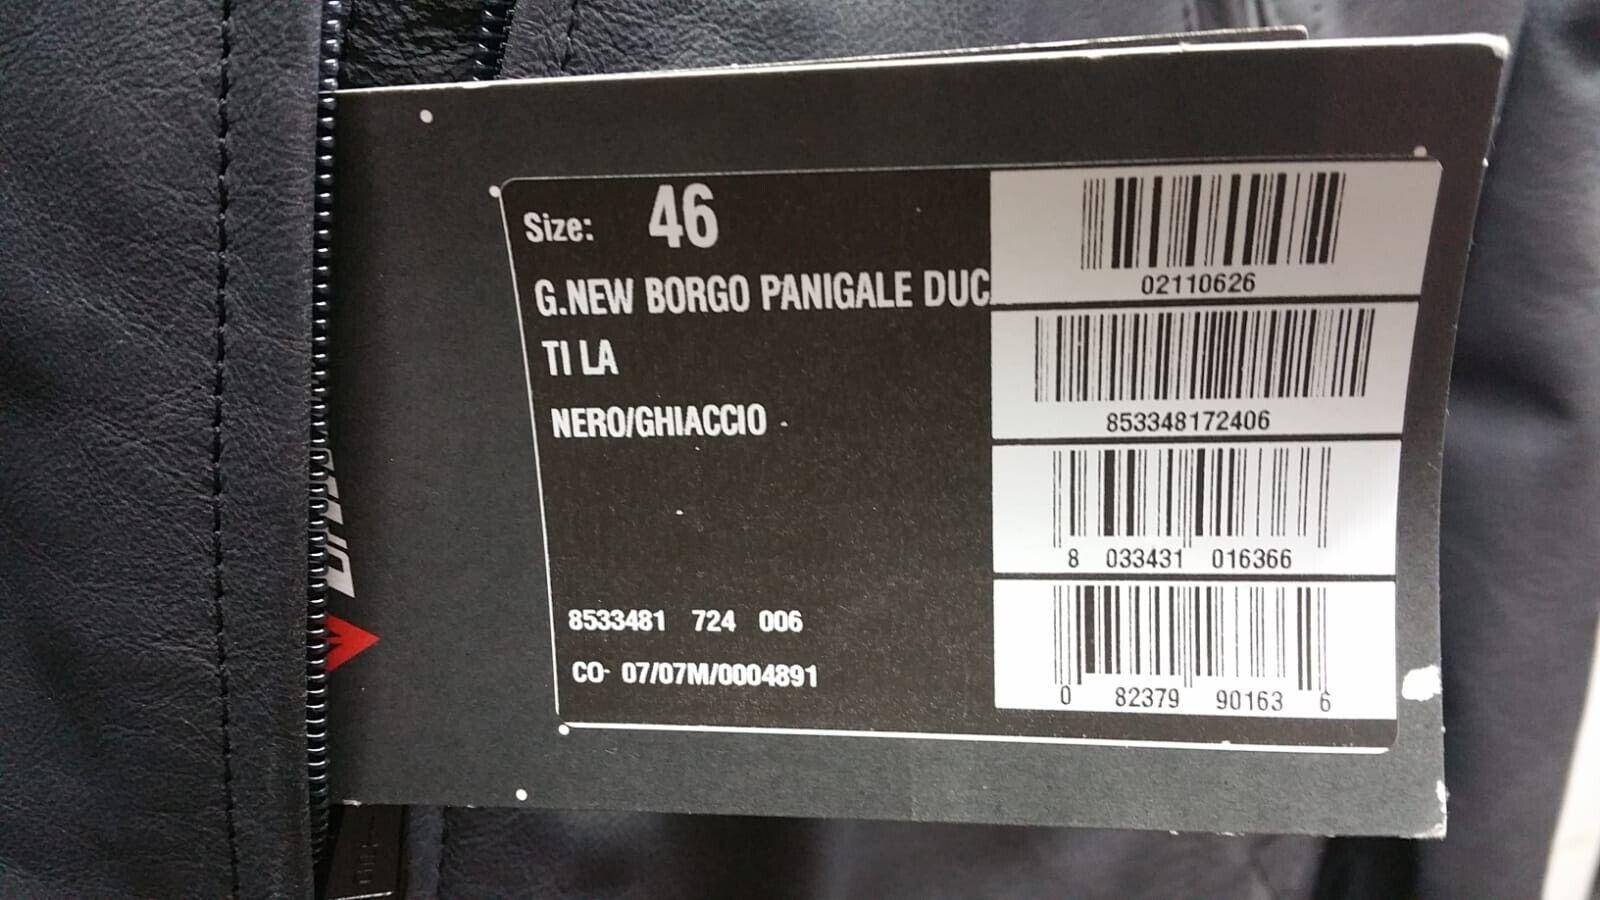 Size: 46
G.NEW BORGO PANIGALE DUC
TI LA
NERO/GHIACCIO
8533481 724 006
CO- 07/07M/0004891
02110626
853348172406
8 033431 016366
0 82379 90163 6